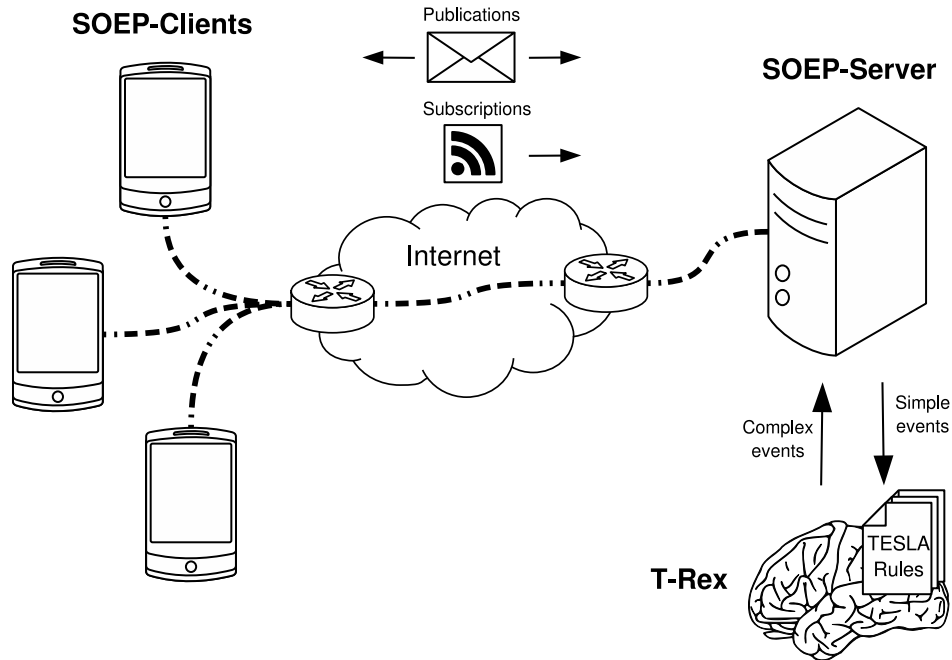 Publications
SOEP-Clients
SOEP-Server
Subscriptions
Internet
Complex
events
Simple
events
T-Rex
TESLA
Rules